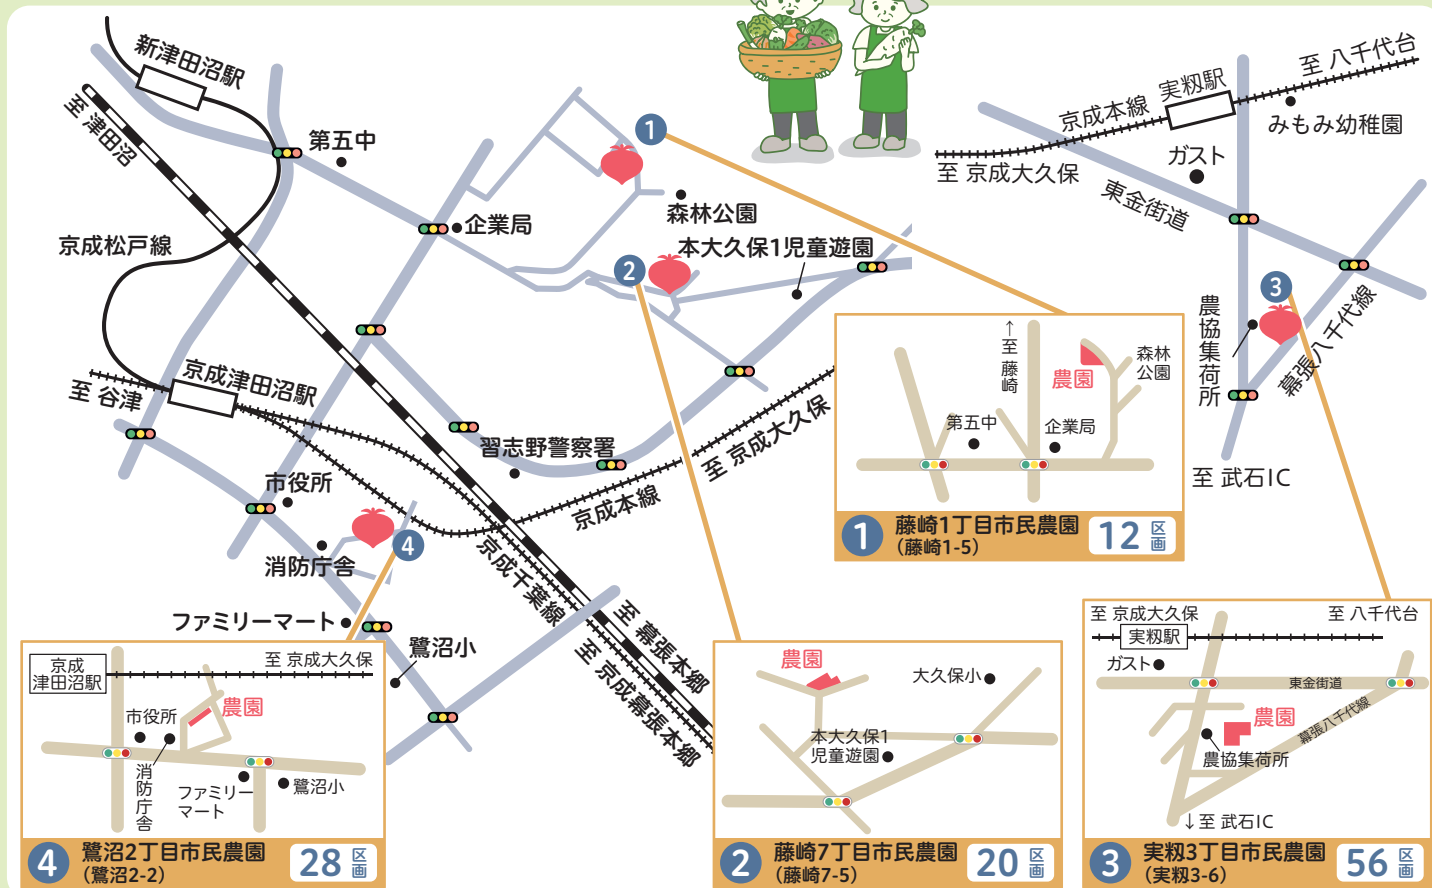 新津田沼駅
至 津田沼
第五中
企業局
京成松戸線
京成津田沼駅
至 谷津
市役所
消防庁舎
ファミリーマート
鷺沼小
習志野警察署
京成本線
至 京成大久保
京成千葉線
至 幕張本郷
至 京成幕張本郷
1
森林公園
2
本大久保1児童遊園
4
京成本線
実籾駅
至 八千代台
みもみ幼稚園
至 京成大久保
ガスト
東金街道
3
農協集荷所
幕張八千代線
至 武石IC
↑至 藤崎
農園
森林
公園
第五中
企業局
1 藤崎1丁目市民農園
(藤崎1-5)
12 区画
京成
津田沼駅
至 京成大久保
農園
市役所
消防庁舎
ファミリー
マート
鷺沼小
4 鷺沼2丁目市民農園
(鷺沼2-2)
28 区画
農園
大久保小
本大久保1
児童遊園
2 藤崎7丁目市民農園
(藤崎7-5)
20 区画
至 京成大久保
至 八千代台
実籾駅
ガスト
東金街道
農園
幕張八千代線
農協集荷所
↓至 武石IC
3 実籾3丁目市民農園
(実籾3-6)
56 区画